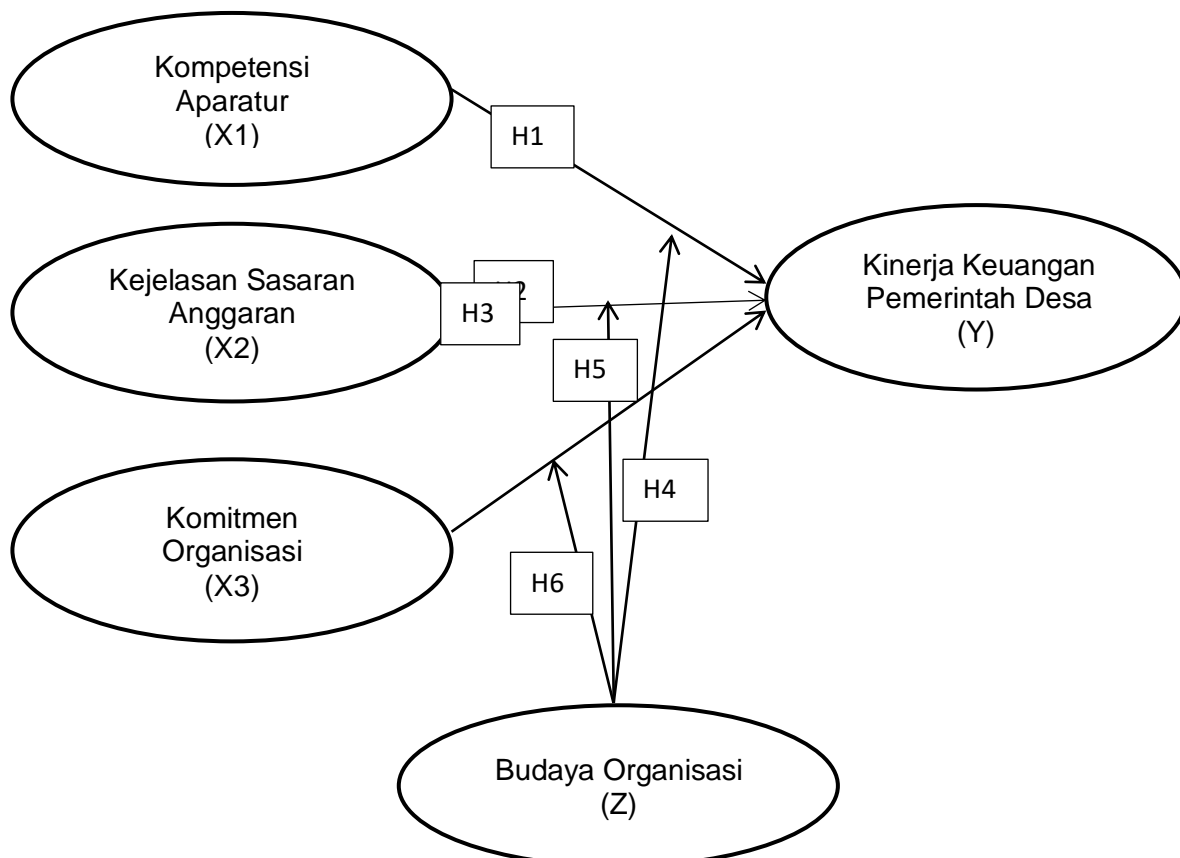 Kompetensi
Aparatur
(X1)
H1
Kejelasan Sasaran
Anggaran
(X2)
H3
Kinerja Keuangan
Pemerintah Desa
(Y)
H5
H4
Komitmen
Organisasi
(X3)
H6
Budaya Organisasi
(Z)